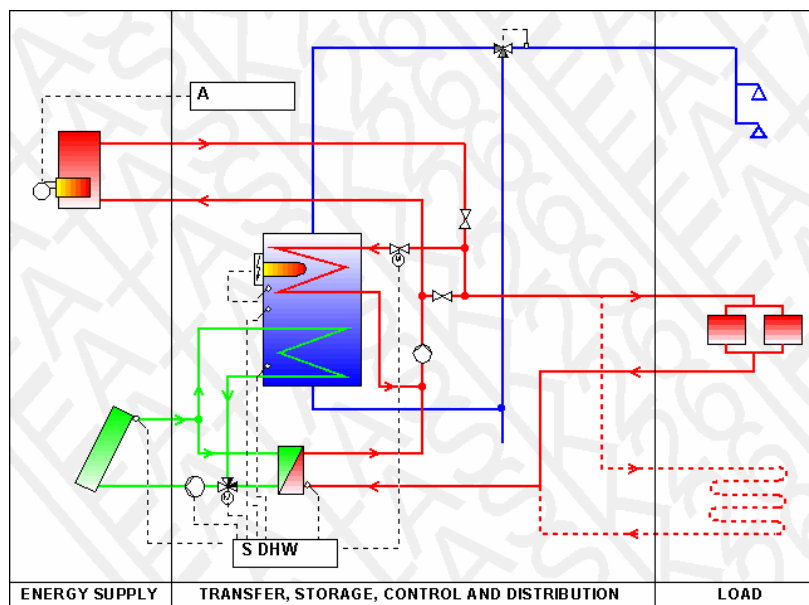 A
M
M
S DHW
ENERGY SUPPLY
TRANSFER, STORAGE, CONTROL AND DISTRIBUTION
LOAD